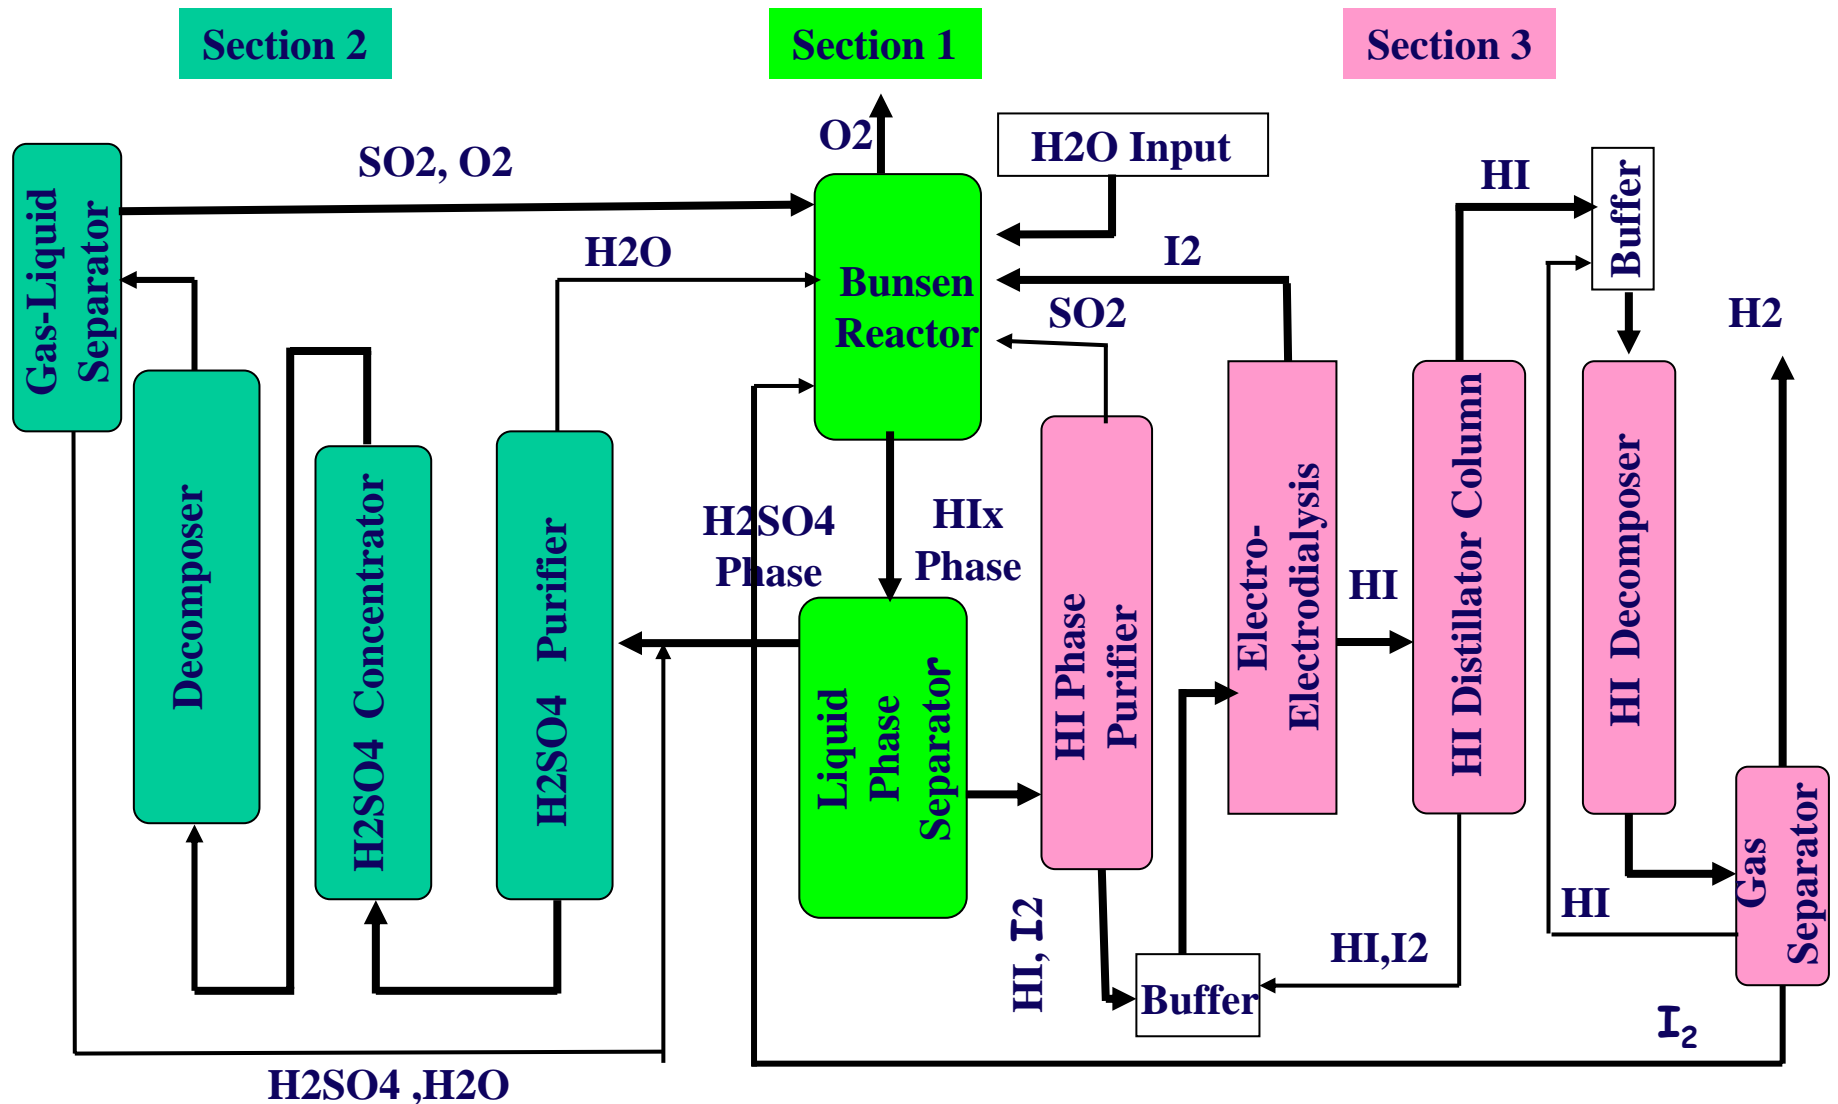 Section 2
Section 1
Section 3
O2
H2O Input
SO2, O2
HI
Buffer
Gas-Liquid
Separator
H2O
I2
Bunsen
Reactor
SO2
H2
Decomposer
H2SO4 Concentrator
H2SO4 Purifier
H2SO4
Phase
HIx
Phase
Liquid
Phase
Separator
HI Phase
Purifier
Electro-
Electrodialysis
HI
HI Distillator Column
HI Decomposer
Gas
Separator
HI
HI, I2
Buffer
HI,I2
I2
H2SO4 ,H2O